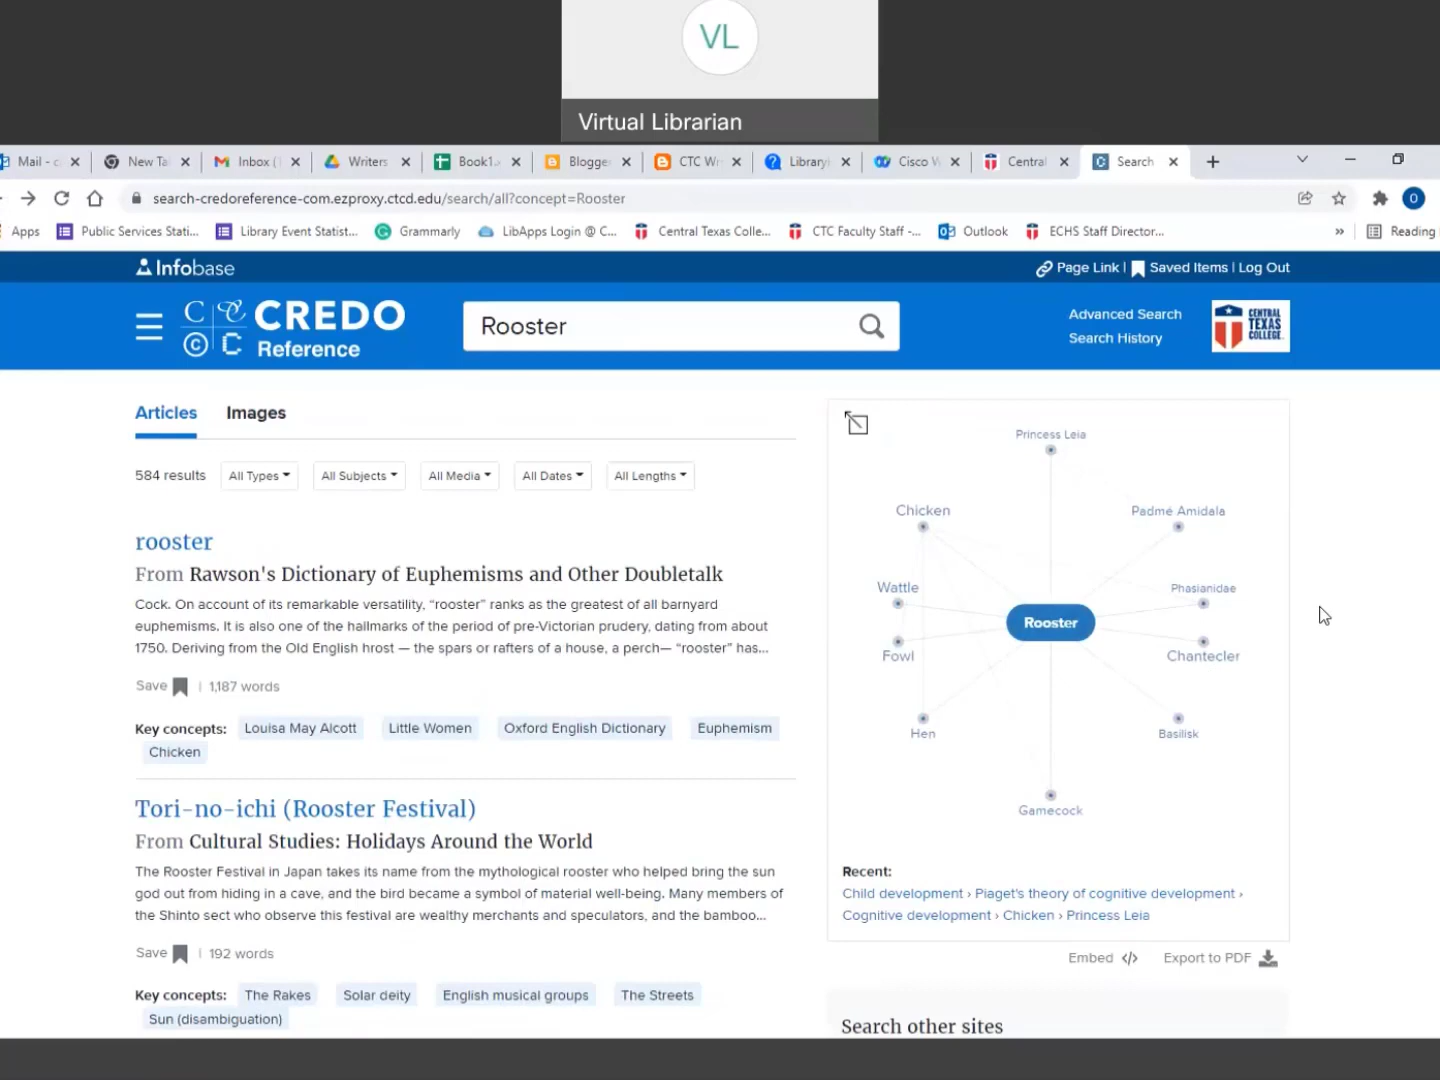 VL
Virtual Librarian
Mail - c
New Ta
Inbox (
Writers
Book1.
Blogge
CTC Wr
Library
Cisco W
Central
Search
search-credoreference-com.ezproxy.ctcd.edu/search/all?concept=Rooster
O
Apps
Public Services Stati...
Library Event Statist...
Grammarly
LibApps Login @ C...
Central Texas Colle...
CTC Faculty Staff -...
Outlook
ECHS Staff Director...
»
Reading
Infobase
Page Link |
Saved Items | Log Out
CREDO
Reference
Rooster
Advanced Search
Search History
CENTRAL
TEXAS
COLLEGE
Articles
Images
584 results
All Types
All Subjects
All Media
All Dates
All Lengths
rooster
From Rawson's Dictionary of Euphemisms and Other Doubletalk
Cock. On account of its remarkable versatility, “rooster” ranks as the greatest of all barnyard
euphemisms. It is also one of the hallmarks of the period of pre-Victorian prudery, dating from about
1750. Deriving from the Old English hrost — the spars or rafters of a house, a perch— “rooster” has...
Save | 1,187 words
Key concepts: Louisa May Alcott Little Women Oxford English Dictionary Euphemism
Chicken
Tori-no-ichi (Rooster Festival)
From Cultural Studies: Holidays Around the World
The Rooster Festival in Japan takes its name from the mythological rooster who helped bring the sun
god out from hiding in a cave, and the bird became a symbol of material well-being. Many members of
the Shinto sect who observe this festival are wealthy merchants and speculators, and the bamboo...
Save | 192 words
Key concepts: The Rakes Solar deity English musical groups The Streets
Sun (disambiguation)
Princess Leia
Chicken
Padmé Amidala
Wattle
Phasianidae
Rooster
Fowl
Chantecler
Hen
Basilisk
Gamecock
Recent:
Child development › Piaget's theory of cognitive development ›
Cognitive development › Chicken › Princess Leia
Embed </>
Export to PDF
Search other sites